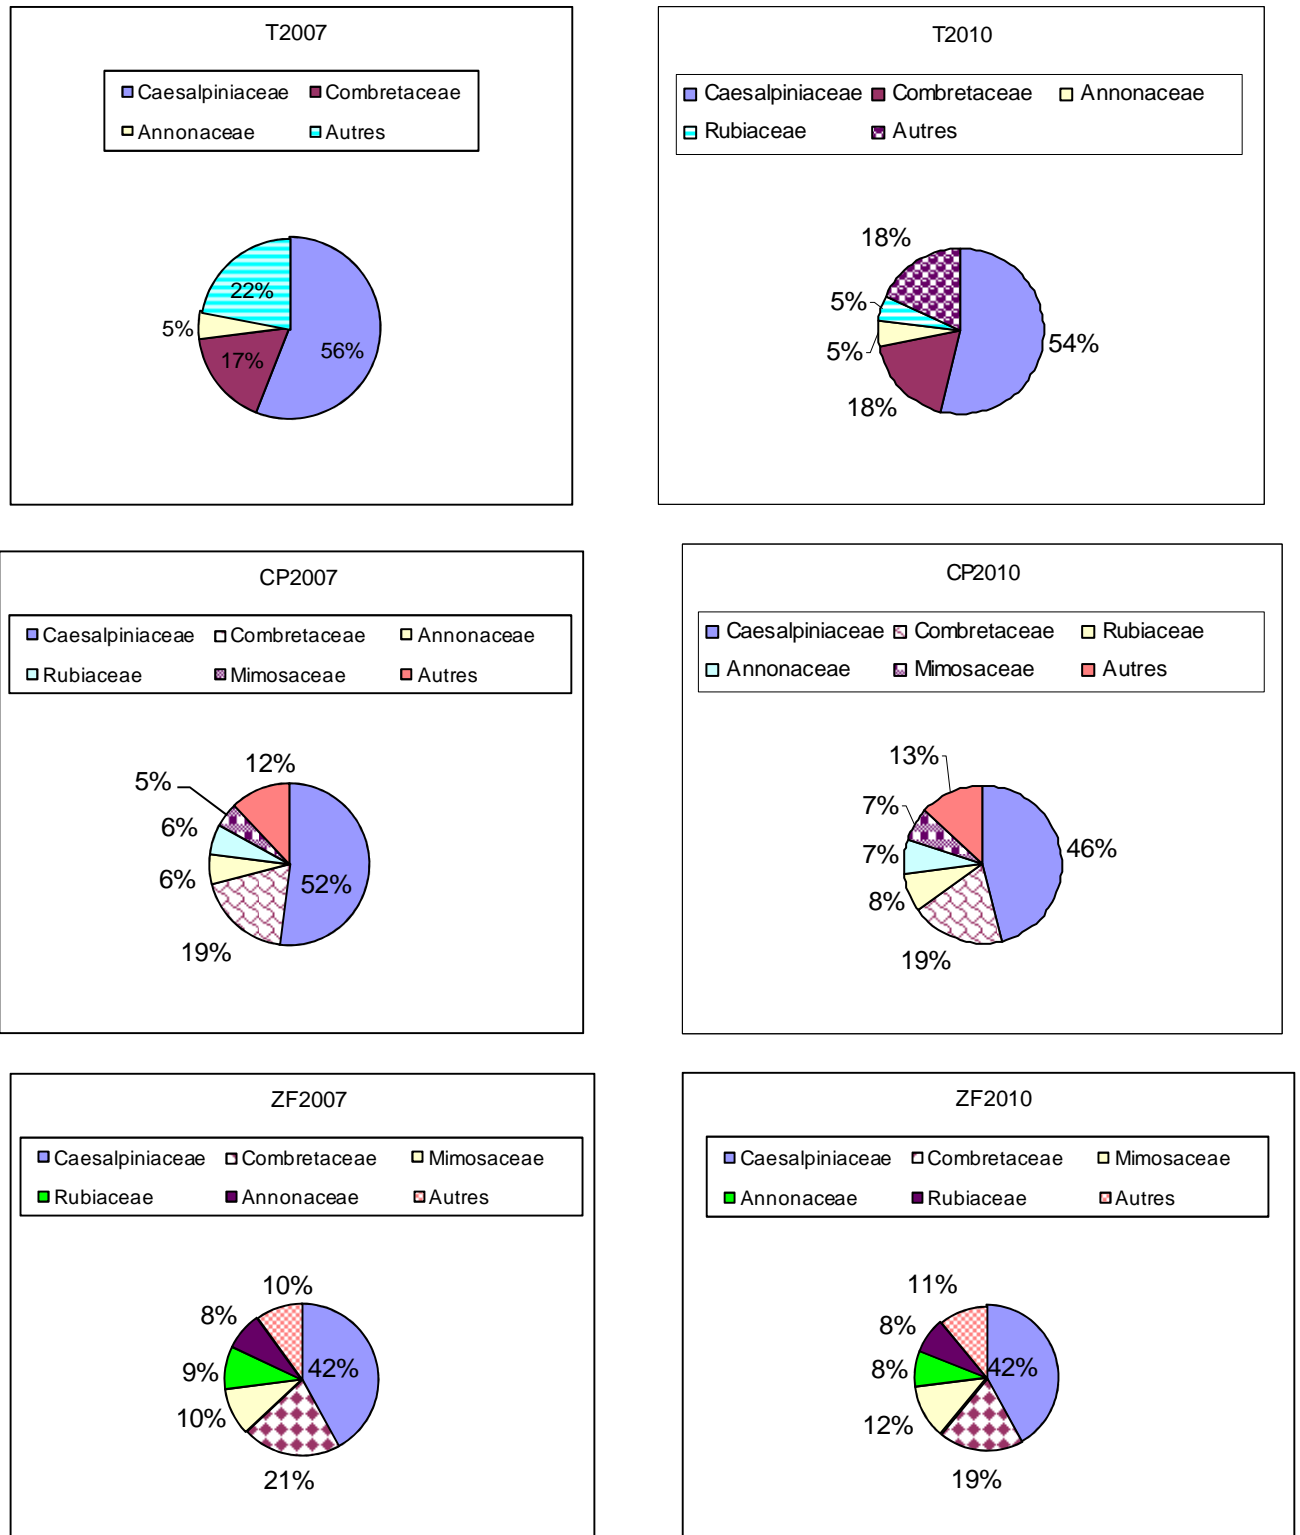 T2007
Caesalpiniaceae Combretaceae
Annonaceae Autres
22%
5%
56%
17%
T2010
Caesalpiniaceae Combretaceae Annonaceae
Rubiaceae Autres
18%
5%
5%
54%
18%
CP2007
Caesalpiniaceae Combretaceae Annonaceae
Rubiaceae Mimosaceae Autres
12%
5%
6%
6%
52%
19%
CP2010
Caesalpiniaceae Combretaceae Rubiaceae
Annonaceae Mimosaceae Autres
13%
7%
7%
46%
8%
19%
ZF2007
Caesalpiniaceae Combretaceae Mimosaceae
Rubiaceae Annonaceae Autres
10%
8%
9%
42%
10%
21%
ZF2010
Caesalpiniaceae Combretaceae Mimosaceae
Annonaceae Rubiaceae Autres
11%
8%
8%
42%
12%
19%